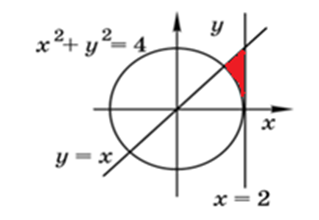 y
x² + y² = 4
x
y = x
x = 2